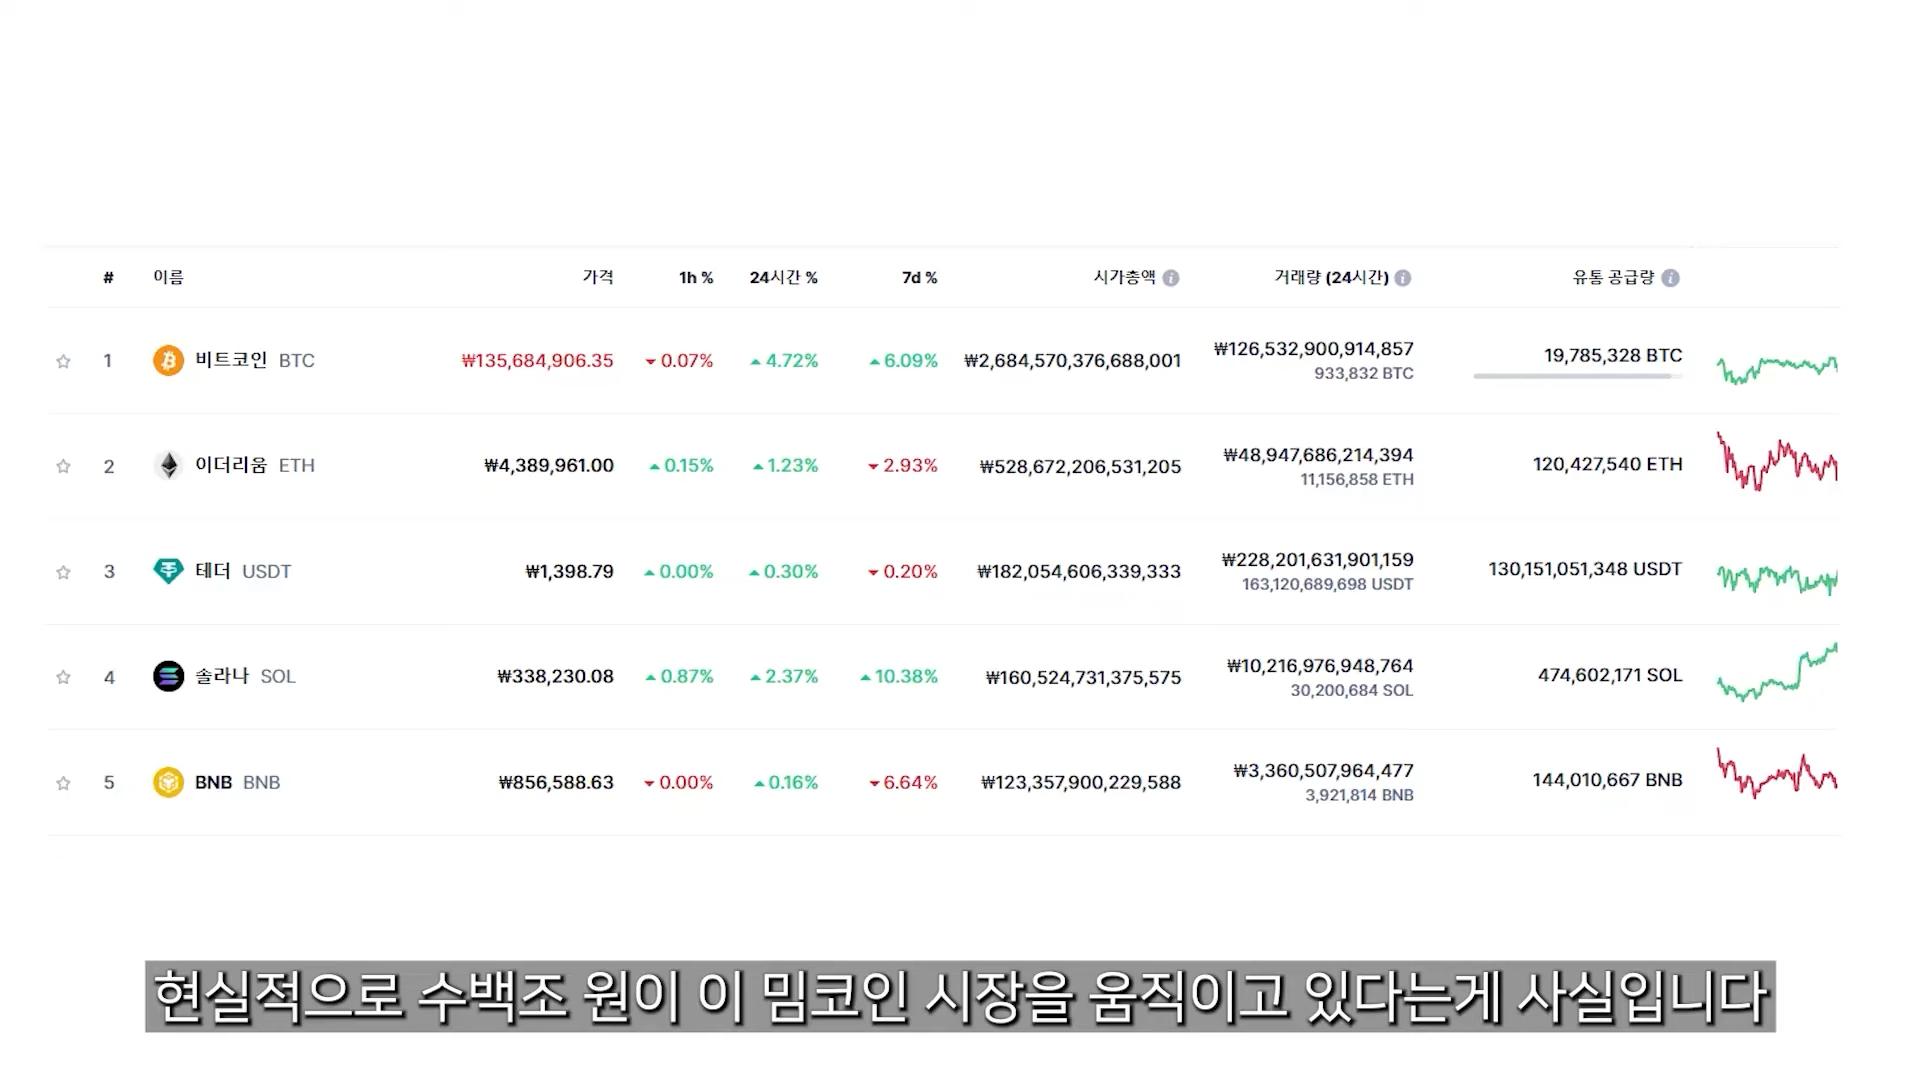 # 이름 가격 1h % 24시간 % 7d % 시가총액 거래량 (24시간) 유통 공급량
1 비트코인 BTC ₩135,684,906.35 0.07% 4.72% 6.09% ₩2,684,570,376,688,001 ₩126,532,900,914,857 19,785,328 BTC
933,832 BTC
2 이더리움 ETH ₩4,389,961.00 0.15% 1.23% 2.93% ₩528,672,206,531,205 ₩48,947,686,214,394 120,427,540 ETH
11,156,858 ETH
3 테더 USDT ₩1,398.79 0.00% 0.30% 0.20% ₩182,054,606,339,333 ₩228,201,631,901,159 130,151,051,348 USDT
163,120,689,698 USDT
4 솔라나 SOL ₩338,230.08 0.87% 2.37% 10.38% ₩160,524,731,375,575 ₩10,216,976,948,764 474,602,171 SOL
30,200,684 SOL
5 BNB BNB ₩856,588.63 0.00% 0.16% 6.64% ₩123,357,900,229,588 ₩3,360,507,964,477 144,010,667 BNB
3,921,814 BNB
현실적으로 수백조 원이 이 밈코인 시장을 움직이고 있다는게 사실입니다